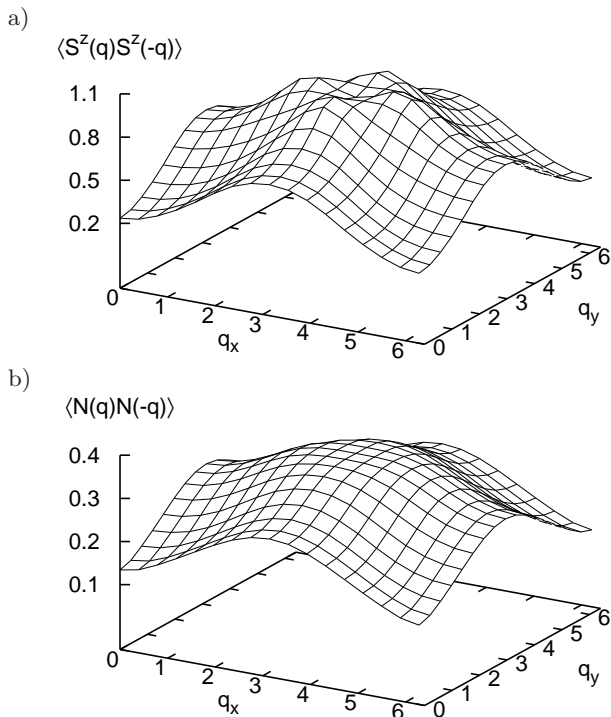 a)
⟨S^z(q)S^z(-q)⟩
1.1
0.8
0.5
0.2
0 1 2 3 4 5 6
q_x
0 1 2 3 4 5 6
q_y
b)
⟨N(q)N(-q)⟩
0.4
0.3
0.2
0.1
0 1 2 3 4 5 6
q_x
0 1 2 3 4 5 6
q_y